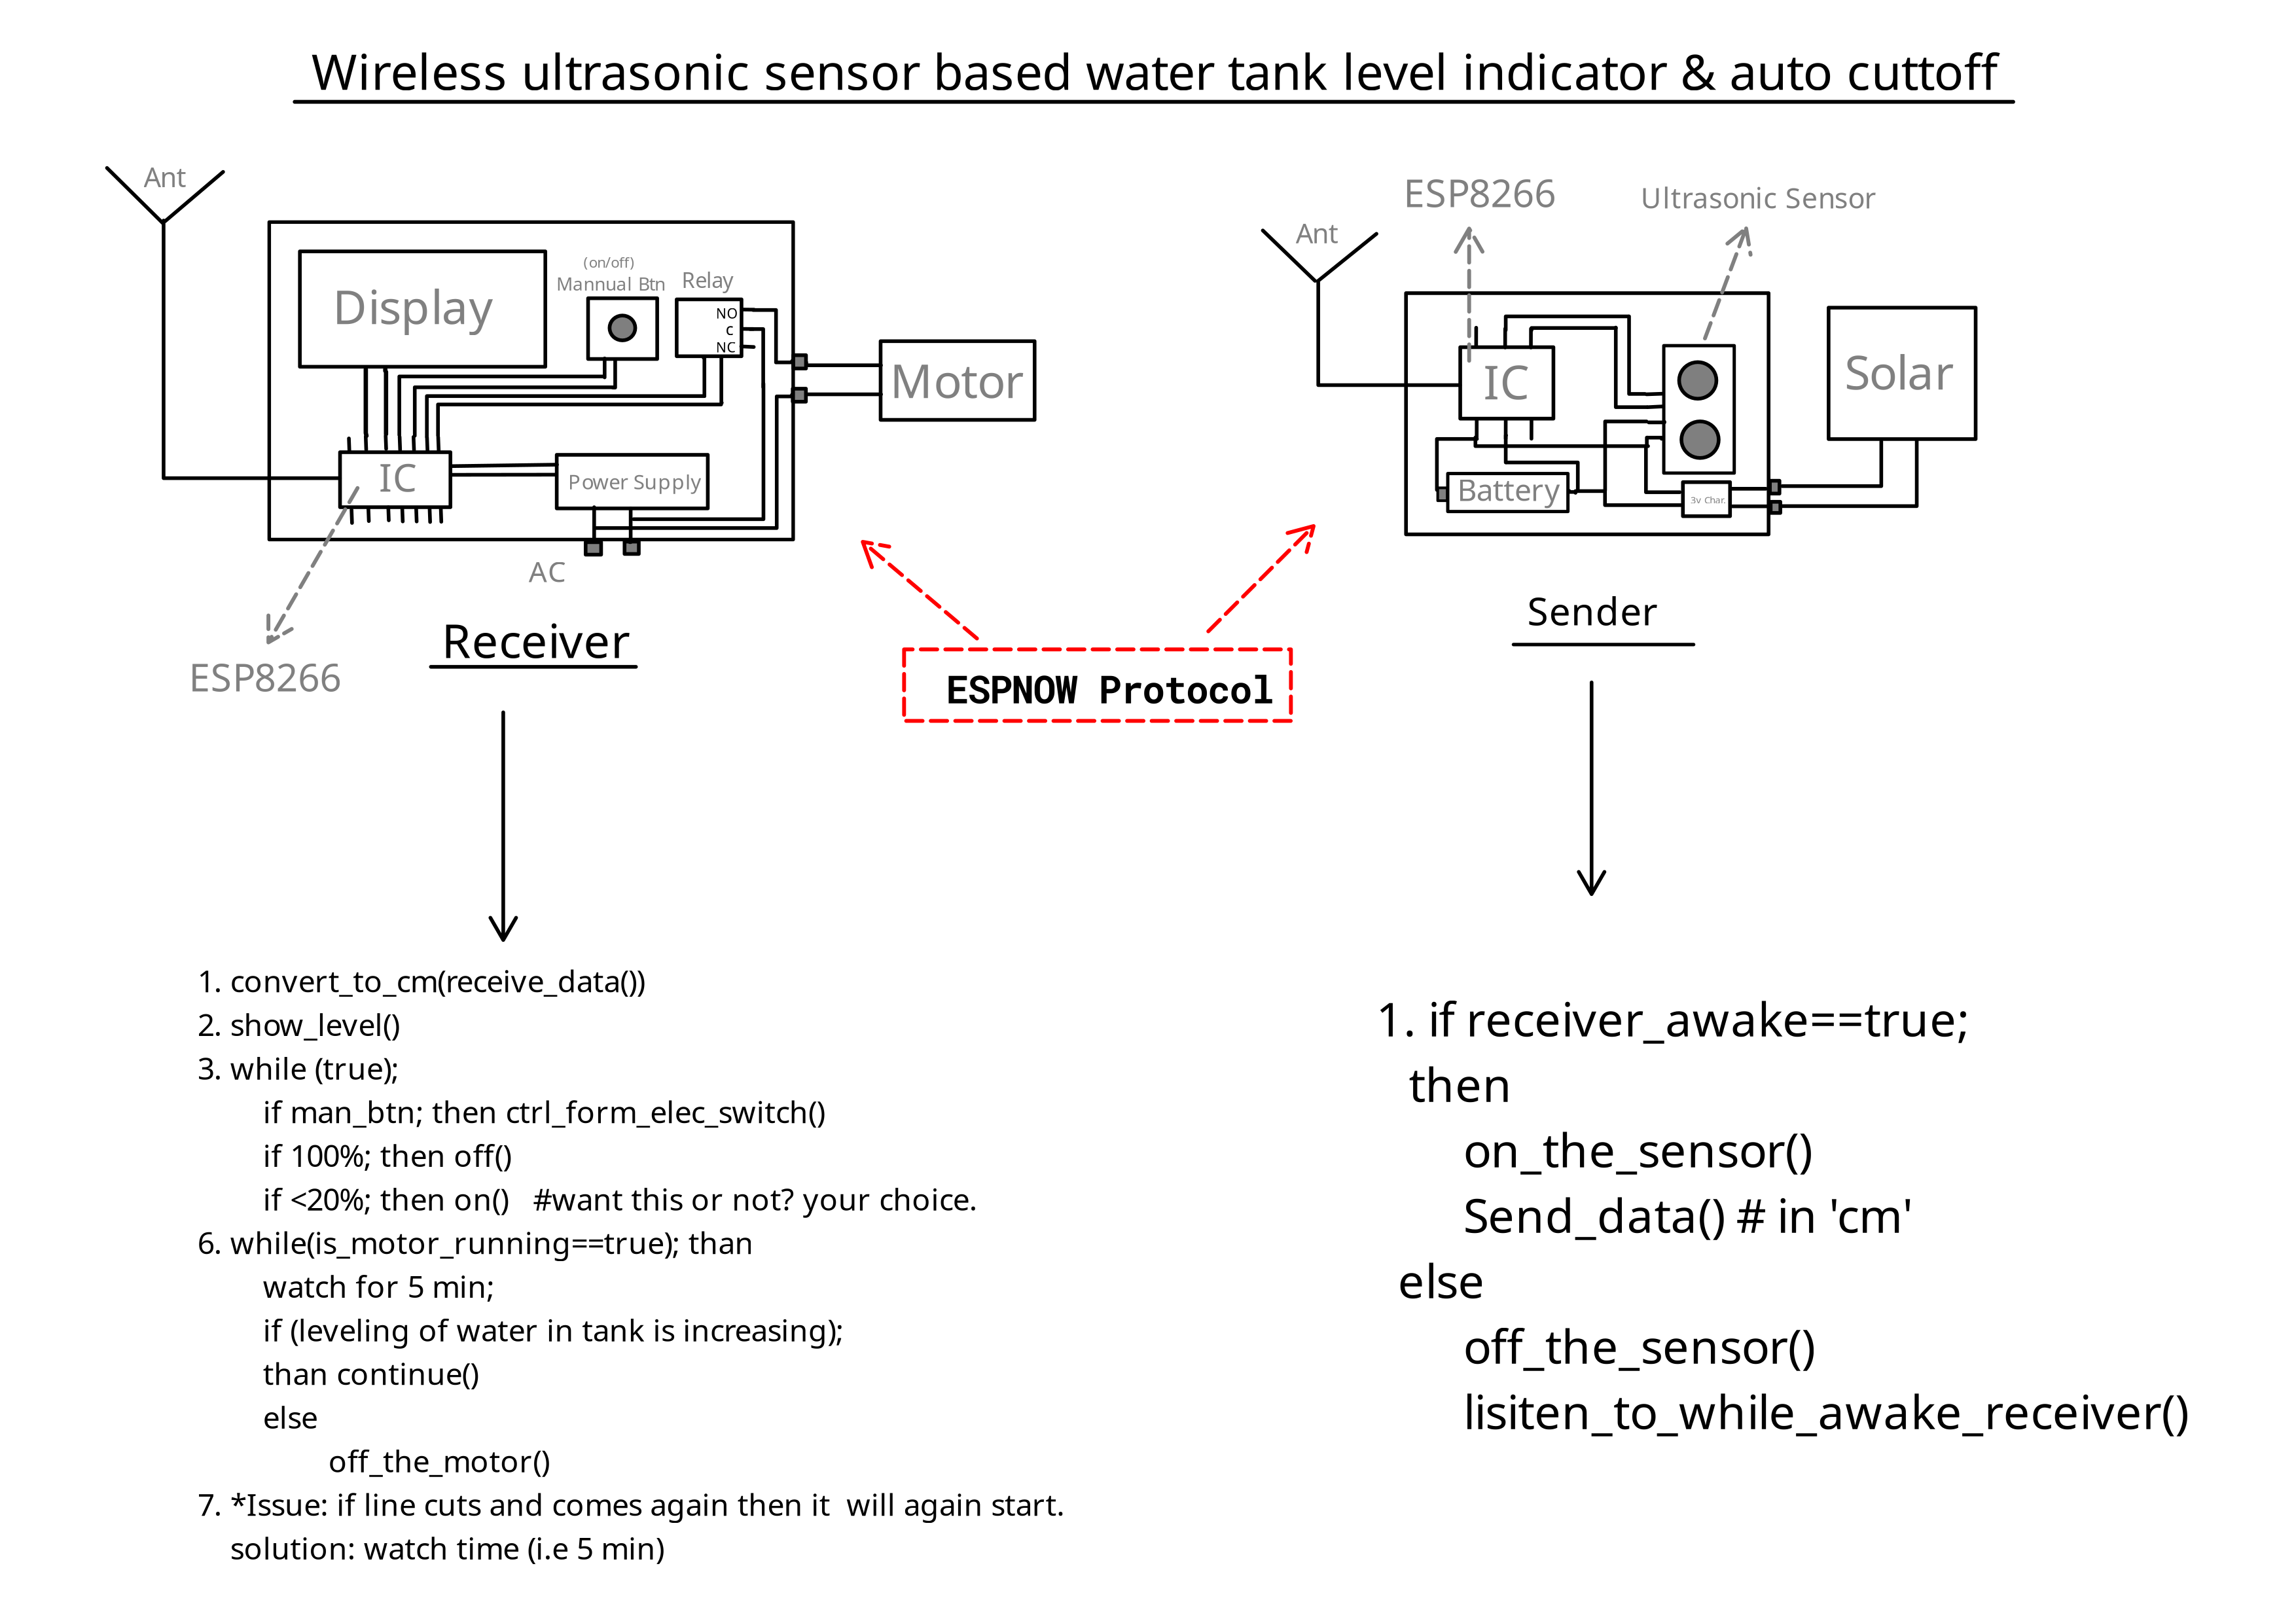 Wireless ultrasonic sensor based water tank level indicator & auto cuttoff
Ant
Display
(on/off)
Mannual Btn
Relay
NO
C
NC
Motor
IC
Power Supply
AC
ESP8266
Receiver
ESPNOW Protocol
Ant
ESP8266
Ultrasonic Sensor
IC
Battery
3v Char.
Solar
Sender
1. convert_to_cm(receive_data())
2. show_level()
3. while (true);
if man_btn; then ctrl_form_elec_switch()
if 100%; then off()
if <20%; then on()   #want this or not? your choice.
6. while(is_motor_running==true); than
watch for 5 min;
if (leveling of water in tank is increasing);
than continue()
else
off_the_motor()
7. *Issue: if line cuts and comes again then it  will again start.
solution: watch time (i.e 5 min)
1. if receiver_awake==true;
then
on_the_sensor()
Send_data() # in 'cm'
else
off_the_sensor()
lisiten_to_while_awake_receiver()